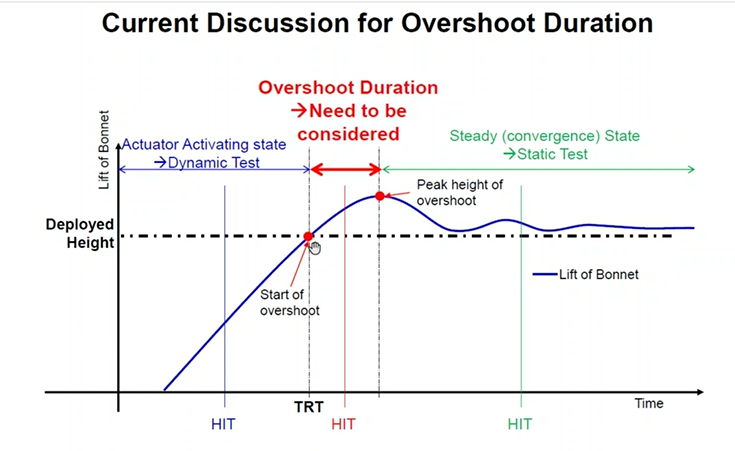 Current Discussion for Overshoot Duration
Overshoot Duration
→Need to be
considered
Lift of Bonnet
Actuator Activating state
→Dynamic Test
Steady (convergence) State
→Static Test
Peak height of
overshoot
Deployed
Height
Start of
overshoot
Lift of Bonnet
TRT
Time
HIT
HIT
HIT